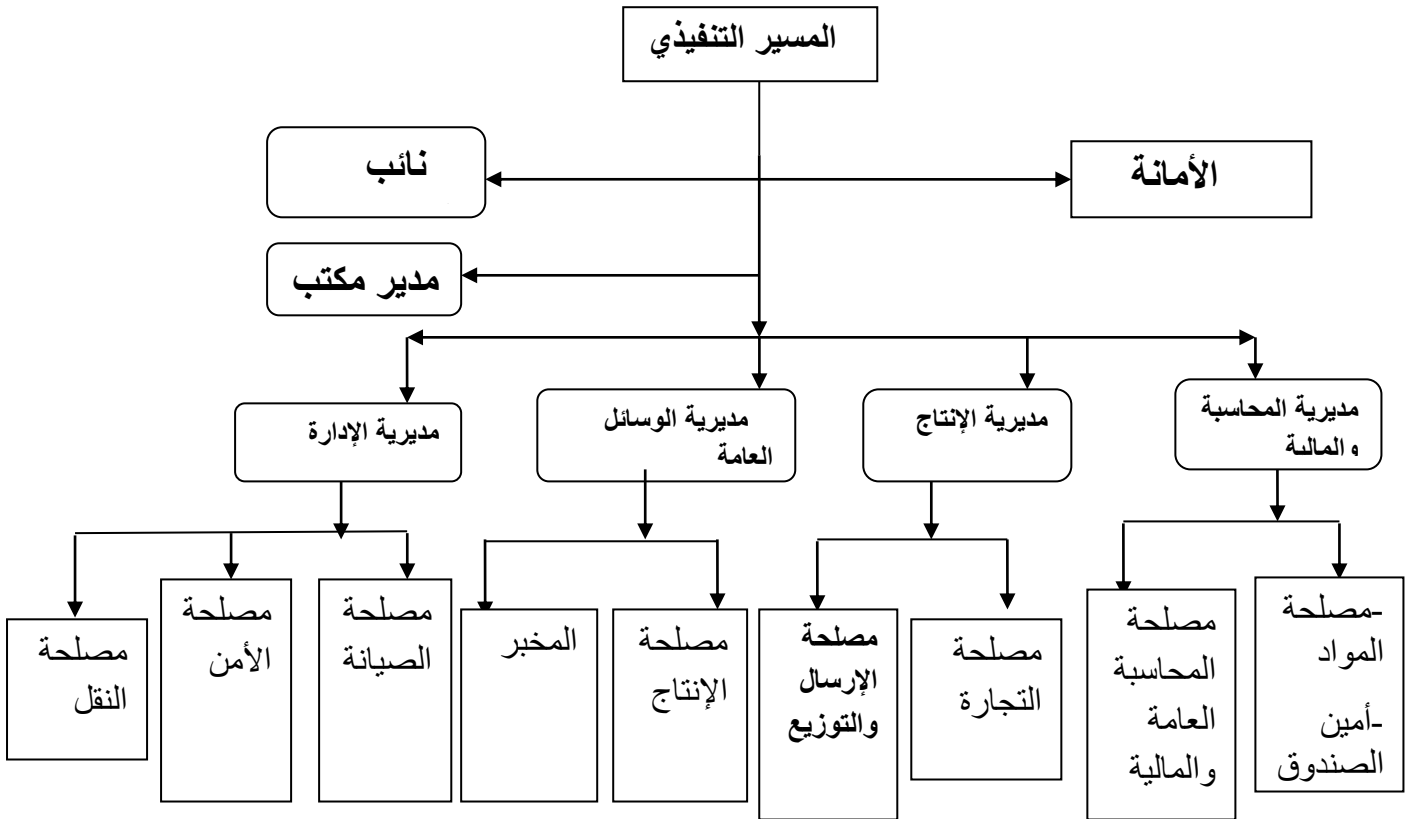 المسير التنفيذي
الأمانة
نائب
مدير مكتب
مديرية المحاسبة
والمالية
مديرية الإنتاج
مديرية الوسائل
العامة
مديرية الإدارة
-مصلحة
المواد
-أمين
الصندوق
مصلحة
المحاسبة
العامة
والمالية
مصلحة
التجارة
مصلحة
الإرسال
والتوزيع
مصلحة
الإنتاج
المخبر
مصلحة
الصيانة
مصلحة
الأمن
مصلحة
النقل